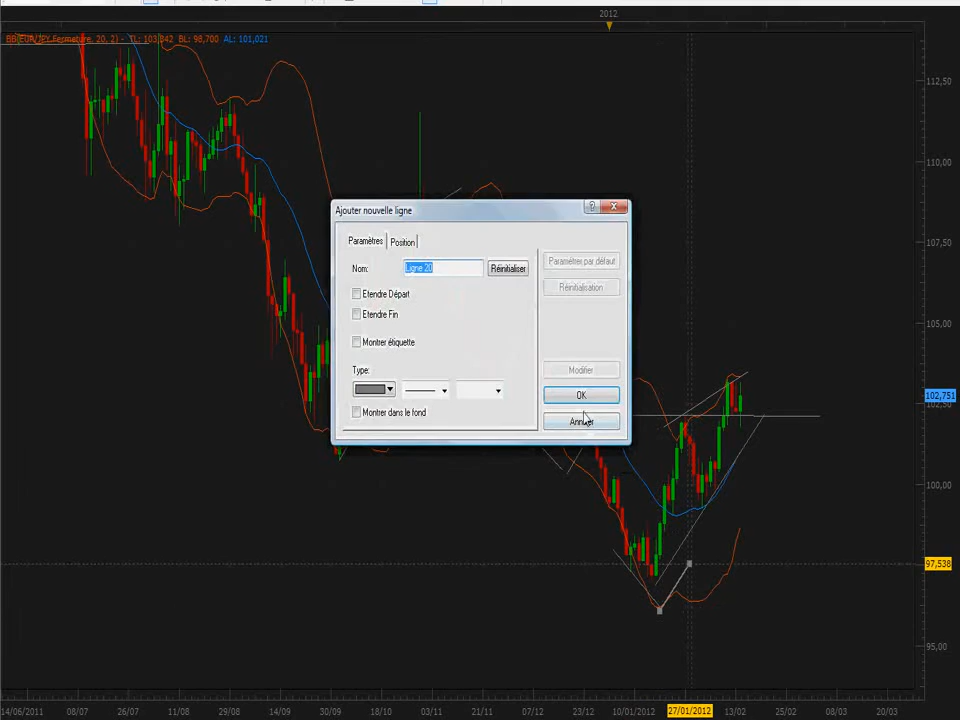 2012
BB(EUR/JPY.Fermeture, 20, 2) - TL: 103,342 BL: 98,700 AL: 101,021
112,50
110,00
107,50
105,00
102,751
100,00
97,538
95,00
Ajouter nouvelle ligne
?
X
Paramètres
Position
Nom:
Ligne 20
Réinitialiser
Paramétrer par défaut
Réinitialisation
Etendre Départ
Etendre Fin
Montrer étiquette
Type:
Modifier
OK
Annuler
Montrer dans le fond
14/06/2011 08/07 26/07 11/08 29/08 14/09 30/09 18/10 03/11 21/11 07/12 23/12 10/01/2012 27/01/2012 13/02 25/02 08/03 20/03